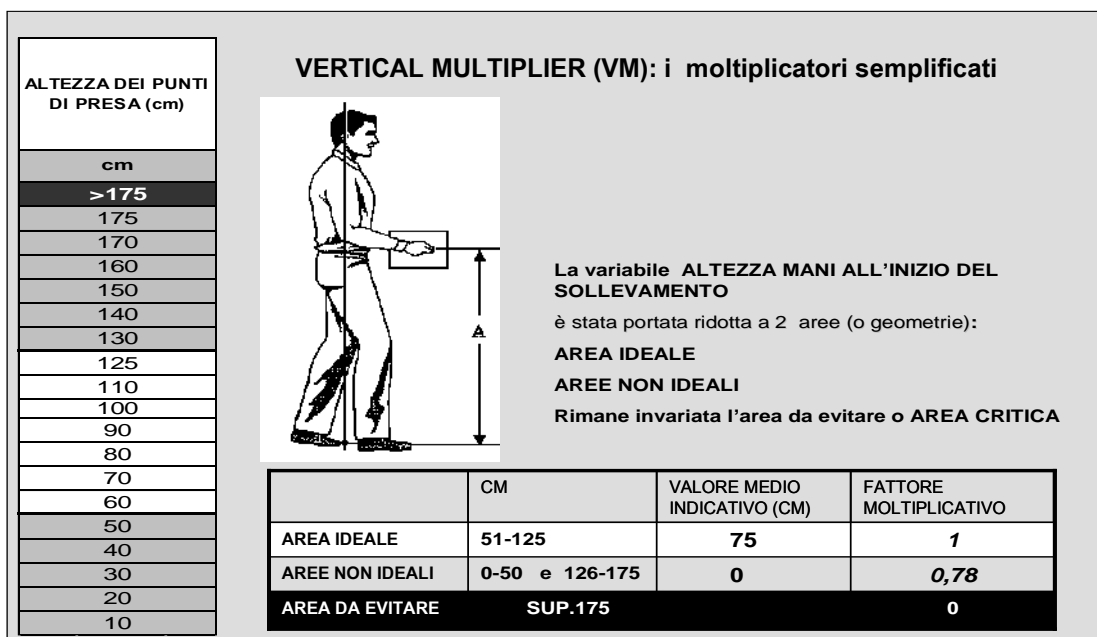 ALTEZZA DEI PUNTI
DI PRESA (cm)
cm
>175
175
170
160
150
140
130
125
110
100
90
80
70
60
50
40
30
20
10
VERTICAL MULTIPLIER (VM): i moltiplicatori semplificati
A
La variabile ALTEZZA MANI ALL'INIZIO DEL
SOLLEVAMENTO
è stata portata ridotta a 2 aree (o geometrie):
AREA IDEALE
AREE NON IDEALI
Rimane invariata l'area da evitare o AREA CRITICA
CM VALORE MEDIO INDICATIVO (CM) FATTORE MOLTIPLICATIVO
AREA IDEALE 51-125 75 1
AREE NON IDEALI 0-50 e 126-175 0 0,78
AREA DA EVITARE SUP.175 0